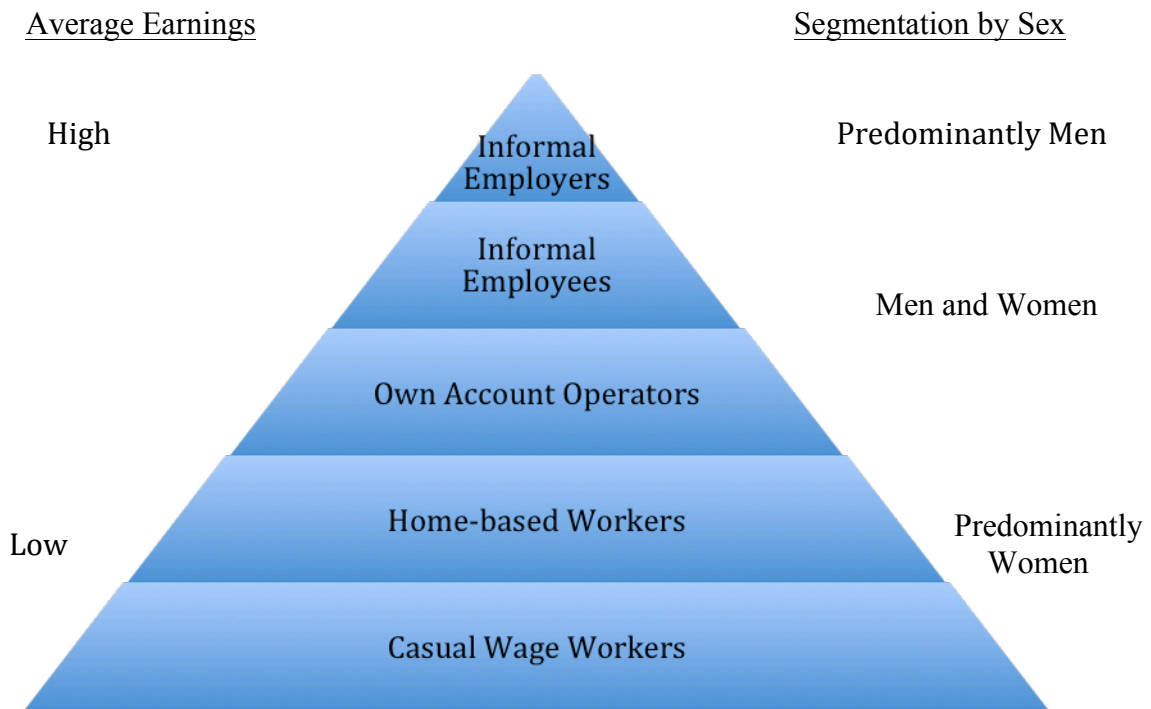 Average Earnings
Segmentation by Sex
High
Predominantly Men
Informal
Employers
Informal
Employees
Men and Women
Own Account Operators
Home-based Workers
Low
Predominantly
Women
Casual Wage Workers